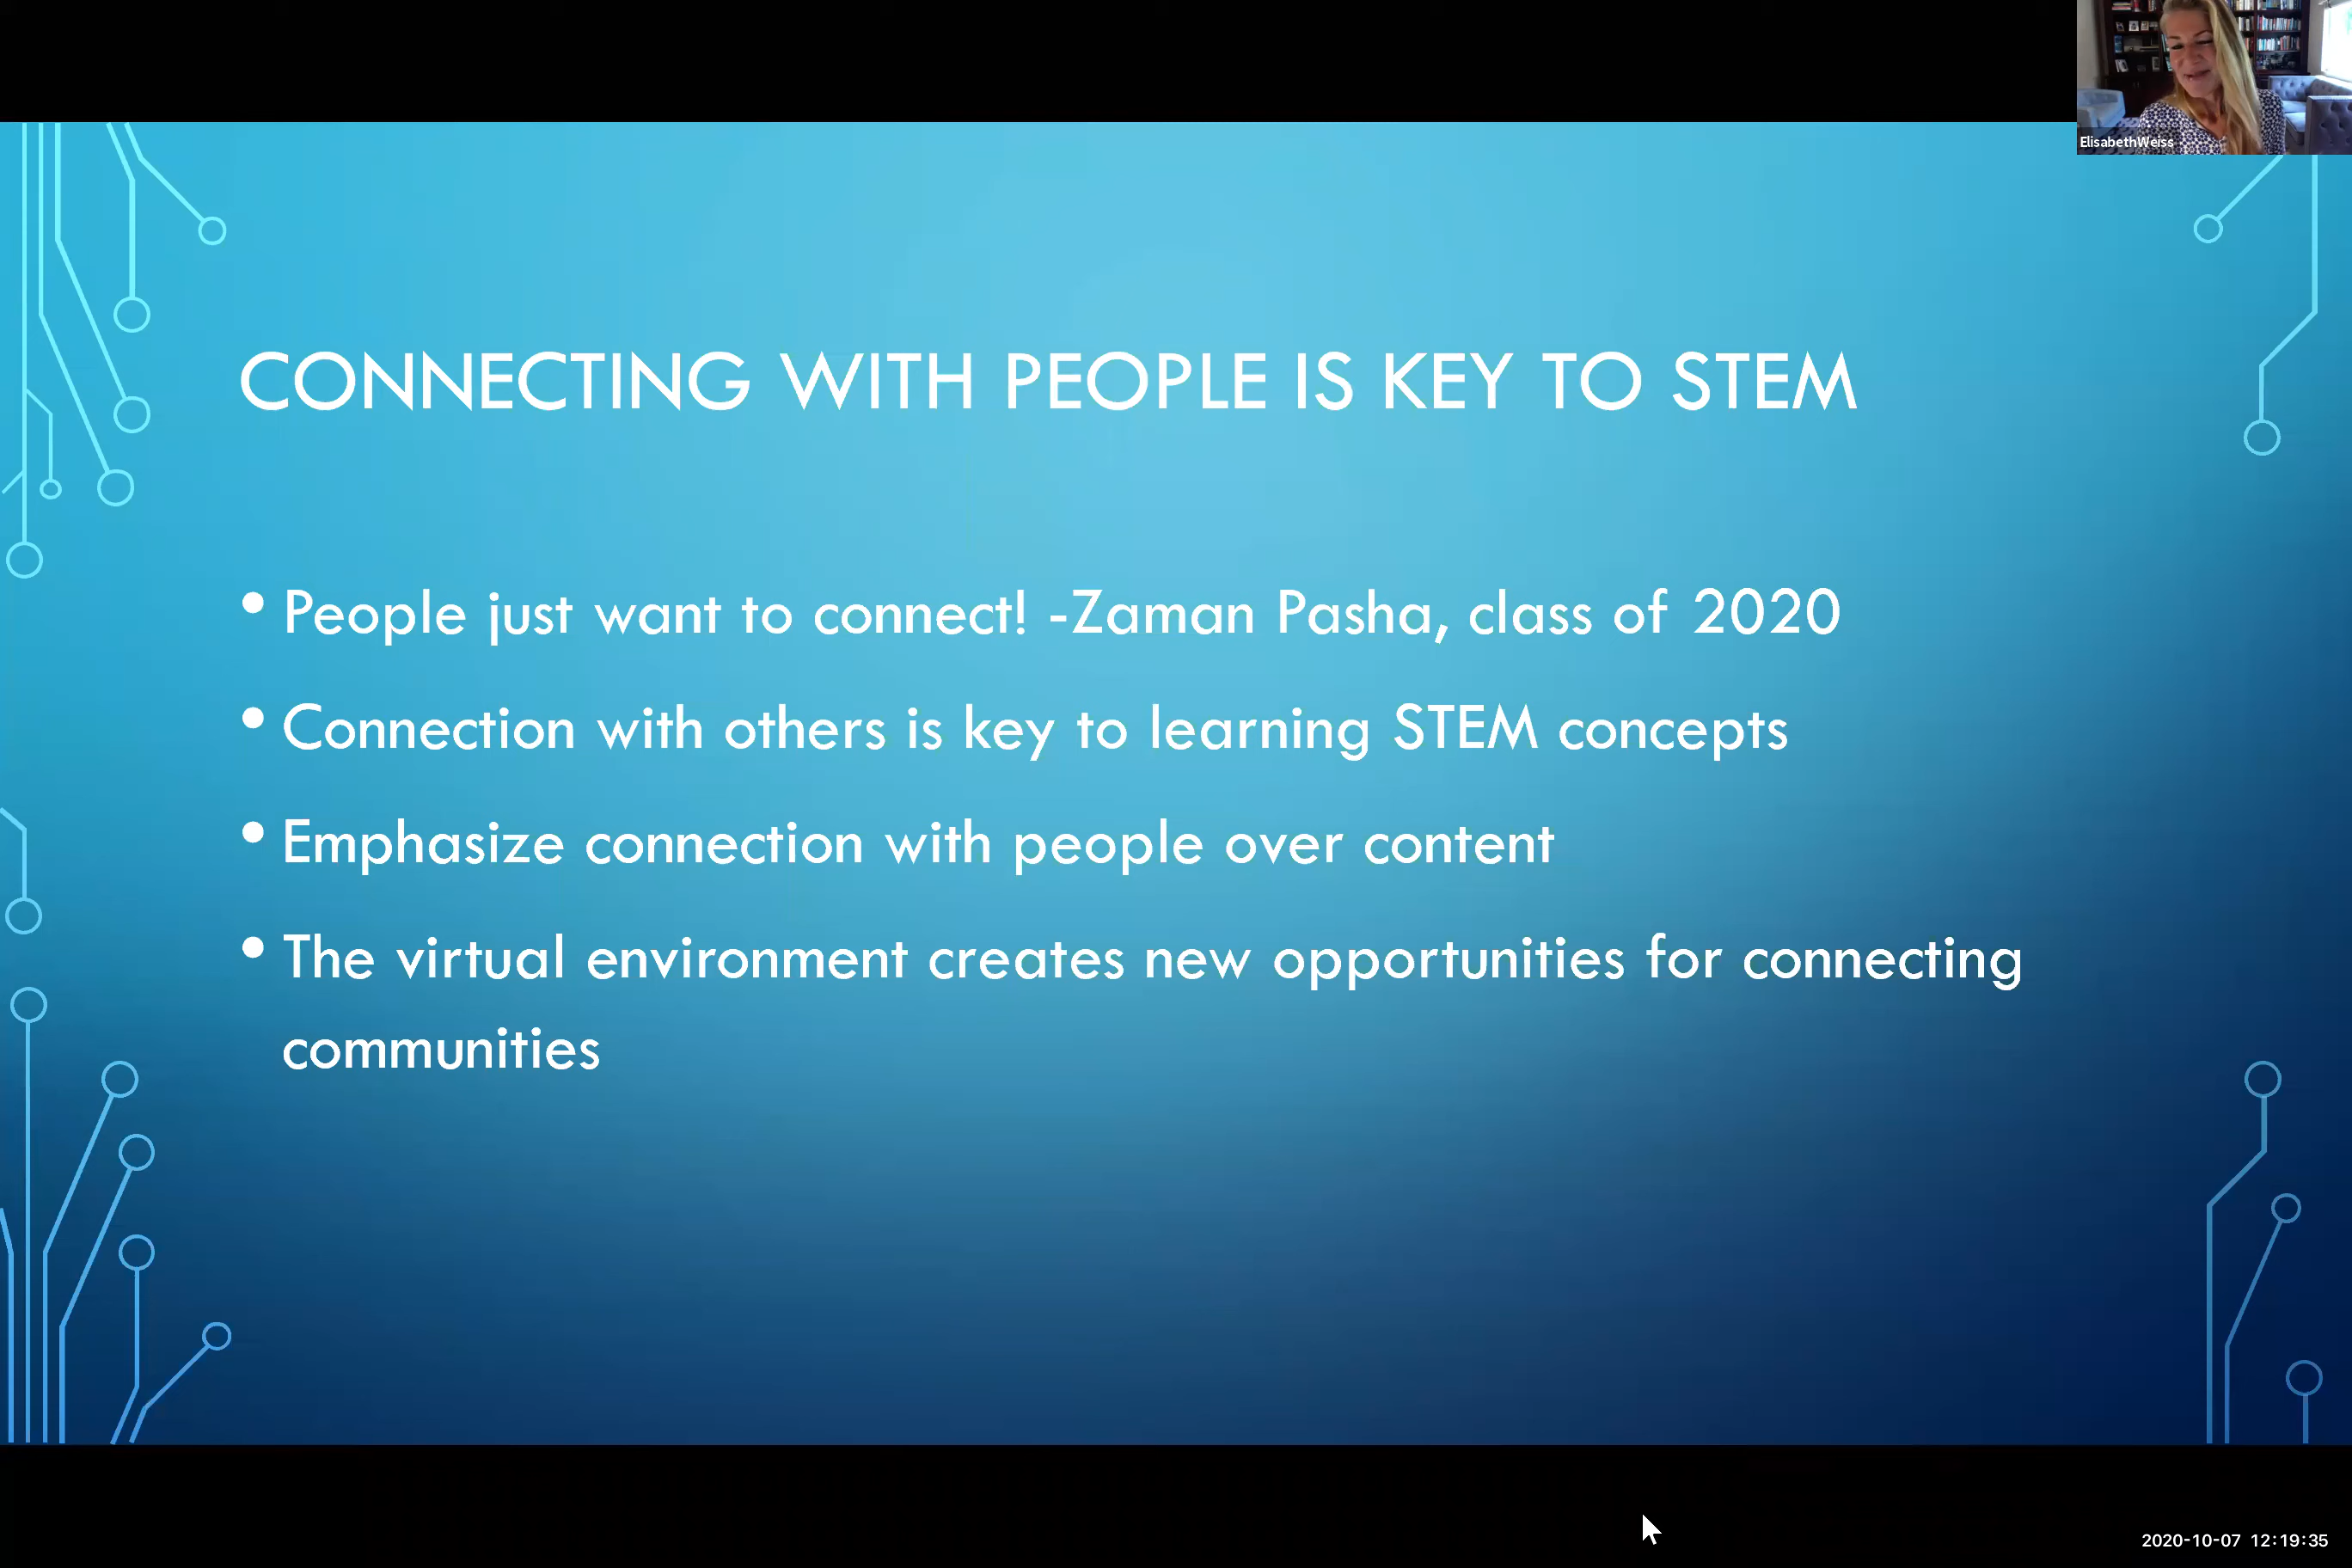 ElisabethWeiss
CONNECTING WITH PEOPLE IS KEY TO STEM
• People just want to connect! -Zaman Pasha, class of 2020
• Connection with others is key to learning STEM concepts
• Emphasize connection with people over content
• The virtual environment creates new opportunities for connecting
communities
2020-10-07 12:19:35